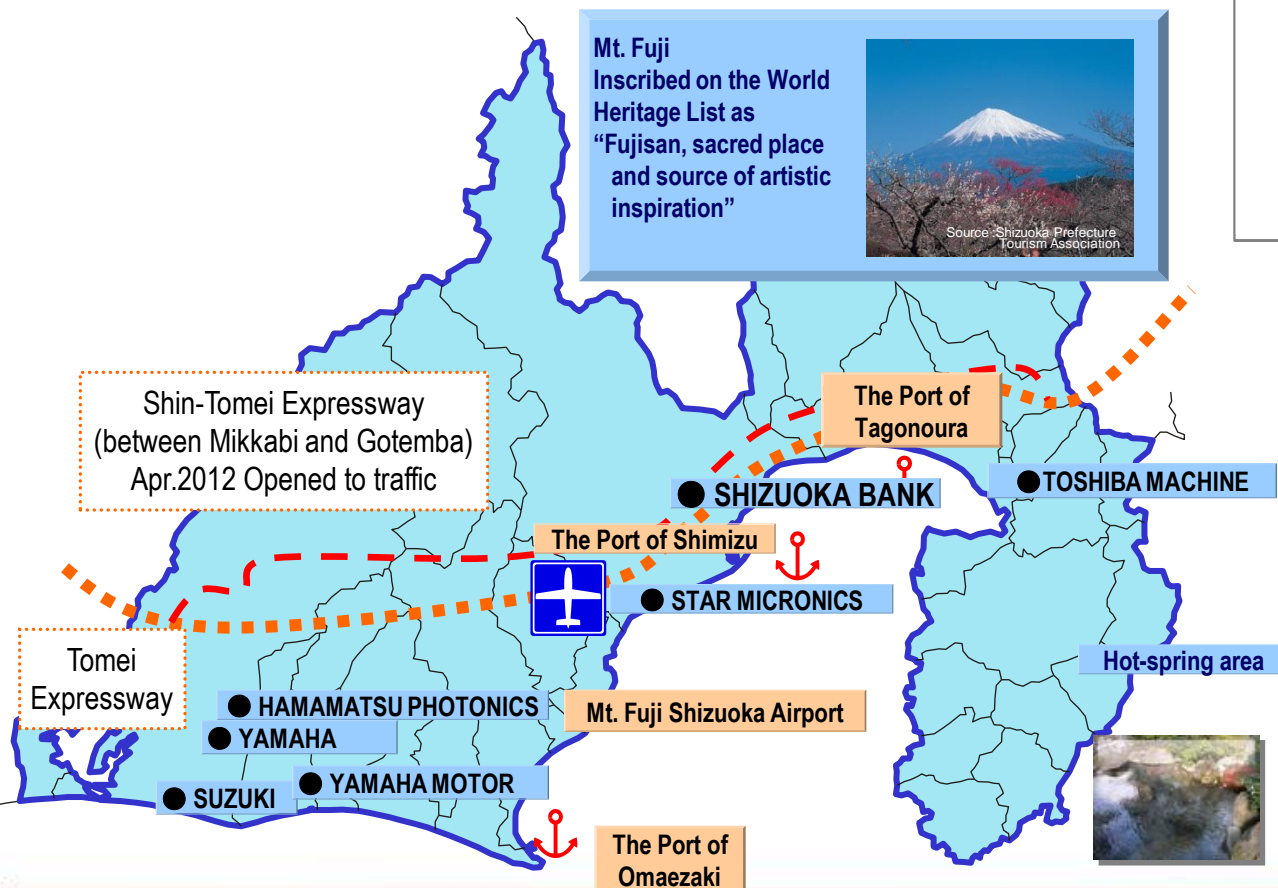 Mt. Fuji
Inscribed on the World
Heritage List as
“Fujisan, sacred place
and source of artistic
inspiration”
Source :Shizuoka Prefecture
Tourism Association
Shin-Tomei Expressway
(between Mikkabi and Gotemba)
Apr.2012 Opened to traffic
The Port of
Tagonoura
TOSHIBA MACHINE
SHIZUOKA BANK
The Port of Shimizu
STAR MICRONICS
Tomei
Expressway
Hot-spring area
HAMAMATSU PHOTONICS
Mt. Fuji Shizuoka Airport
YAMAHA
YAMAHA MOTOR
SUZUKI
The Port of
Omaezaki